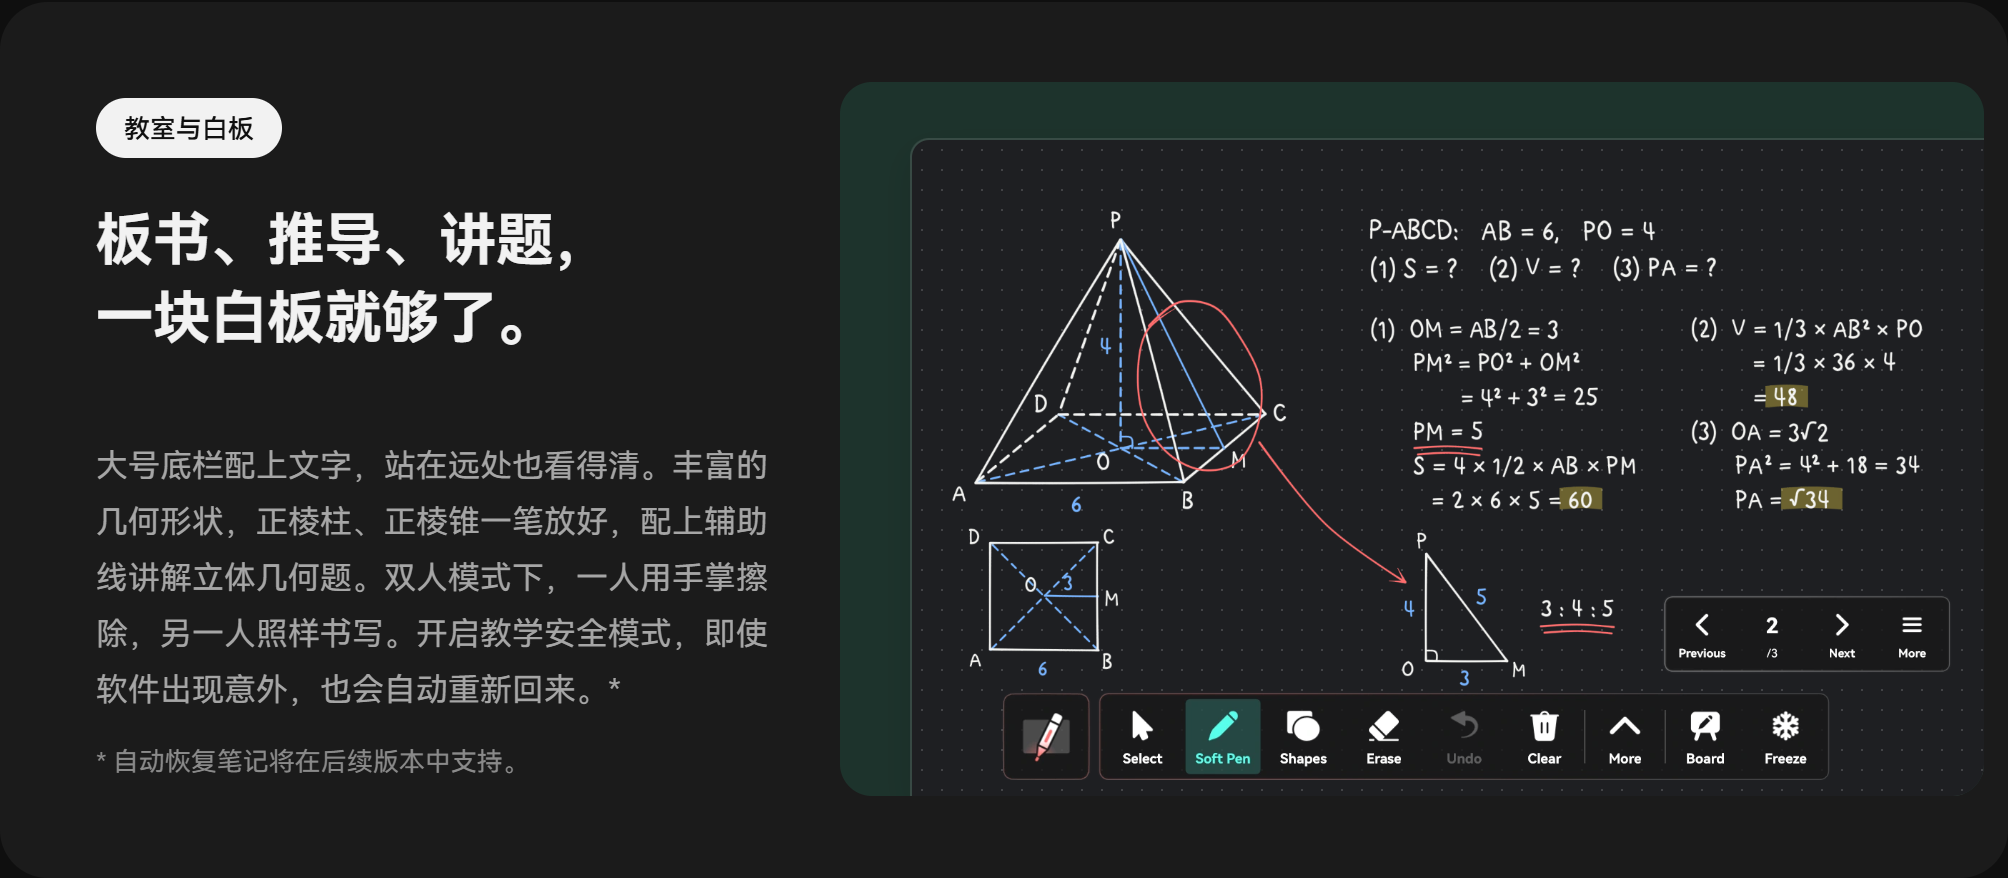 教室与白板
板书、推导、讲题，
一块白板就够了。
大号底栏配上文字，站在远处也看得清。丰富的
几何形状，正棱柱、正棱锥一笔放好，配上辅助
线讲解立体几何题。双人模式下，一人用手掌擦
除，另一人照样书写。开启教学安全模式，即使
软件出现意外，也会自动重新回来。*
* 自动恢复笔记将在后续版本中支持。
P
4
D
C
O
M
A
B
6
D
C
O
3
M
A
B
6
P-ABCD: AB = 6, PO = 4
(1) S = ? (2) V = ? (3) PA = ?
(1) OM = AB/2 = 3
PM² = PO² + OM²
= 4² + 3² = 25
PM = 5
S = 4 × 1/2 × AB × PM
= 2 × 6 × 5 = 60
(2) V = 1/3 × AB² × PO
= 1/3 × 36 × 4
= 48
(3) OA = 3√2
PA² = 4² + 18 = 34
PA = √34
P
4
5
O
M
3
3 : 4 : 5
2
Previous /3 Next More
Select Soft Pen Shapes Erase Undo Clear More Board Freeze